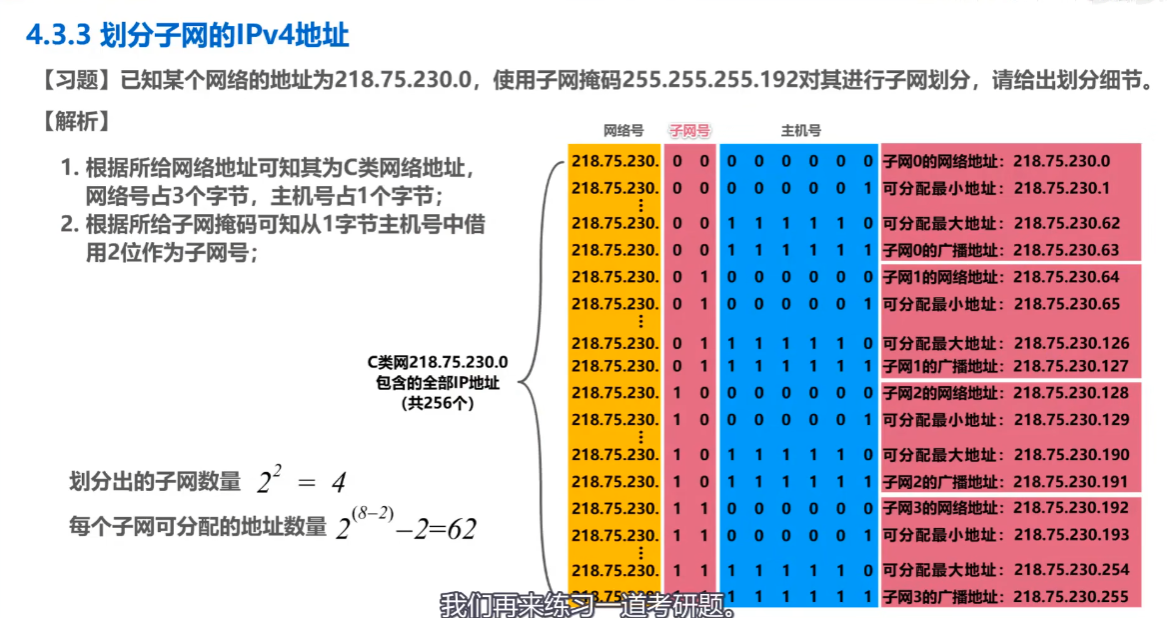 4.3.3 划分子网的IPv4地址
【习题】已知某个网络的地址为218.75.230.0，使用子网掩码255.255.255.192对其进行子网划分，请给出划分细节。
【解析】
1. 根据所给网络地址可知其为C类网络地址，
网络号占3个字节，主机号占1个字节；
2. 根据所给子网掩码可知从1字节主机号中借
用2位作为子网号；
C类网218.75.230.0
包含的全部IP地址
（共256个）
划分出的子网数量 2^2 = 4
每个子网可分配的地址数量 2^(8−2)−2=62
网络号 子网号 主机号
218.75.230. 0 0 0 0 0 0 0 0 子网0的网络地址：218.75.230.0
218.75.230. 0 0 0 0 0 0 0 1 可分配最小地址：218.75.230.1
⋮
218.75.230. 0 0 1 1 1 1 1 0 可分配最大地址：218.75.230.62
218.75.230. 0 0 1 1 1 1 1 1 子网0的广播地址：218.75.230.63
218.75.230. 0 1 0 0 0 0 0 0 子网1的网络地址：218.75.230.64
218.75.230. 0 1 0 0 0 0 0 1 可分配最小地址：218.75.230.65
⋮
218.75.230. 0 1 1 1 1 1 1 0 可分配最大地址：218.75.230.126
218.75.230. 0 1 1 1 1 1 1 1 子网1的广播地址：218.75.230.127
218.75.230. 1 0 0 0 0 0 0 0 子网2的网络地址：218.75.230.128
218.75.230. 1 0 0 0 0 0 0 1 可分配最小地址：218.75.230.129
⋮
218.75.230. 1 0 1 1 1 1 1 0 可分配最大地址：218.75.230.190
218.75.230. 1 0 1 1 1 1 1 1 子网2的广播地址：218.75.230.191
218.75.230. 1 1 0 0 0 0 0 0 子网3的网络地址：218.75.230.192
218.75.230. 1 1 0 0 0 0 0 1 可分配最小地址：218.75.230.193
⋮
218.75.230. 1 1 1 1 1 1 1 0 可分配最大地址：218.75.230.254
1 1 1 1 1 1 子网3的广播地址：218.75.230.255
我们再来练习一道考研题。